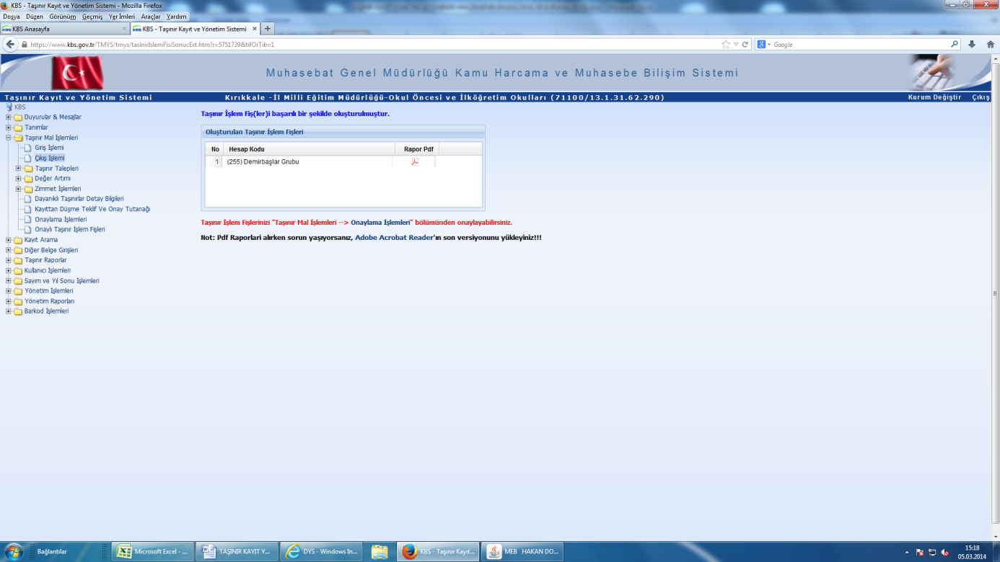 KBS - Taşınır Kayıt ve Yönetim Sistemi - Mozilla Firefox
Dosya Düzen Görünüm Geçmiş Yer İmleri Araçlar Yardım
KBS Anasayfa
KBS - Taşınır Kayıt ve Yönetim Sistemi
https://www.kbs.gov.tr/TMYS/tmys/tasinirIslemFisiSonucExt.htm?r=5751739&tifOrTib=1
Google
Muhasebat Genel Müdürlüğü Kamu Harcama ve Muhasebe Bilişim Sistemi
Taşınır Kayıt ve Yönetim Sistemi
Kırıkkale -İl Milli Eğitim Müdürlüğü-Okul Öncesi ve İlköğretim Okulları (71100/13.1.31.62.290)
Kurum Değiştir Çıkış
KBS
Duyurular & Mesajlar
Tanımlar
Taşınır Mal İşlemleri
Giriş İşlemi
Çıkış İşlemi
Taşınır Talepleri
Değer Artımı
Zimmet İşlemleri
Dayanıklı Taşınırlar Detay Bilgileri
Kayıttan Düşme Teklif Ve Onay Tutanağı
Onaylama İşlemleri
Onaylı Taşınır İşlem Fişleri
Kayıt Arama
Diğer Belge Girişleri
Taşınır Raporlar
Kullanıcı İşlemleri
Sayım ve Yıl Sonu İşlemleri
Yönetim İşlemleri
Yönetim Raporları
Barkod İşlemleri
Taşınır İşlem Fiş(ler)i başarılı bir şekilde oluşturulmuştur.
Oluşturulan Taşınır İşlem Fişleri
No Hesap Kodu Rapor Pdf
1 (255) Demirbaşlar Grubu
Taşınır İşlem Fişlerinizi "Taşınır Mal İşlemleri --> Onaylama İşlemleri" bölümünden onaylayabilirsiniz.
Not: Pdf Raporlari alırken sorun yaşıyorsanız, Adobe Acrobat Reader'ın son versiyonunu yükleyiniz!!!
Bağlantılar
Microsoft Excel - ...
TAŞINIR KAYIT Y...
DYS - Windows In...
KBS - Taşınır Kayıt...
MEB HAKAN DO...
15:18
05.03.2014